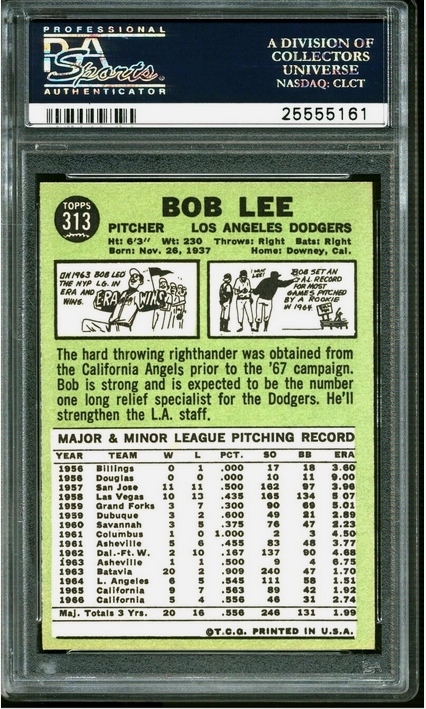 PROFESSIONAL
PSA
Sports
AUTHENTICATOR
A DIVISION OF
COLLECTORS
UNIVERSE
NASDAQ: CLCT
25555161
TOPPS
313
BOB LEE
PITCHER LOS ANGELES DODGERS
Ht: 6'3" Wt: 230 Throws: Right Bats: Right
Born: Nov. 26, 1937 Home: Downey, Cal.
IN 1963 BOB LED
THE NYP LG. IN
ERA AND
WINS.
ERA
WINS
I WAS
LEE!
BOB SET AN
AL RECORD
FOR MOST
GAMES PITCHED
BY A ROOKIE
IN 1964
The hard throwing righthander was obtained from
the California Angels prior to the '67 campaign.
Bob is strong and is expected to be the number
one long relief specialist for the Dodgers. He'll
strengthen the L.A. staff.
MAJOR & MINOR LEAGUE PITCHING RECORD
YEAR TEAM W L PCT. SO BB ERA
1956 Billings 0 1 .000 17 18 3.60
1956 Douglas 0 0 .000 10 11 9.00
1957 San Jose 11 11 .500 162 97 3.96
1958 Las Vegas 10 13 .435 165 134 5.07
1959 Grand Forks 3 7 .300 90 69 5.01
1959 Dubuque 3 2 .600 49 21 2.89
1960 Savannah 3 5 .375 76 47 2.23
1961 Columbus 1 0 1.000 2 3 4.50
1961 Asheville 5 6 .455 83 48 3.77
1962 Dal.-Ft. W. 2 10 .167 137 90 4.68
1963 Asheville 1 1 .500 9 4 6.75
1963 Batavia 20 2 .909 240 47 1.70
1964 L. Angeles 6 5 .545 111 58 1.51
1965 California 9 7 .563 89 42 1.92
1966 California 5 4 .556 46 31 2.74
Maj. Totals 3 Yrs. 20 16 .556 246 131 1.99
©T.C.G. PRINTED IN U.S.A.